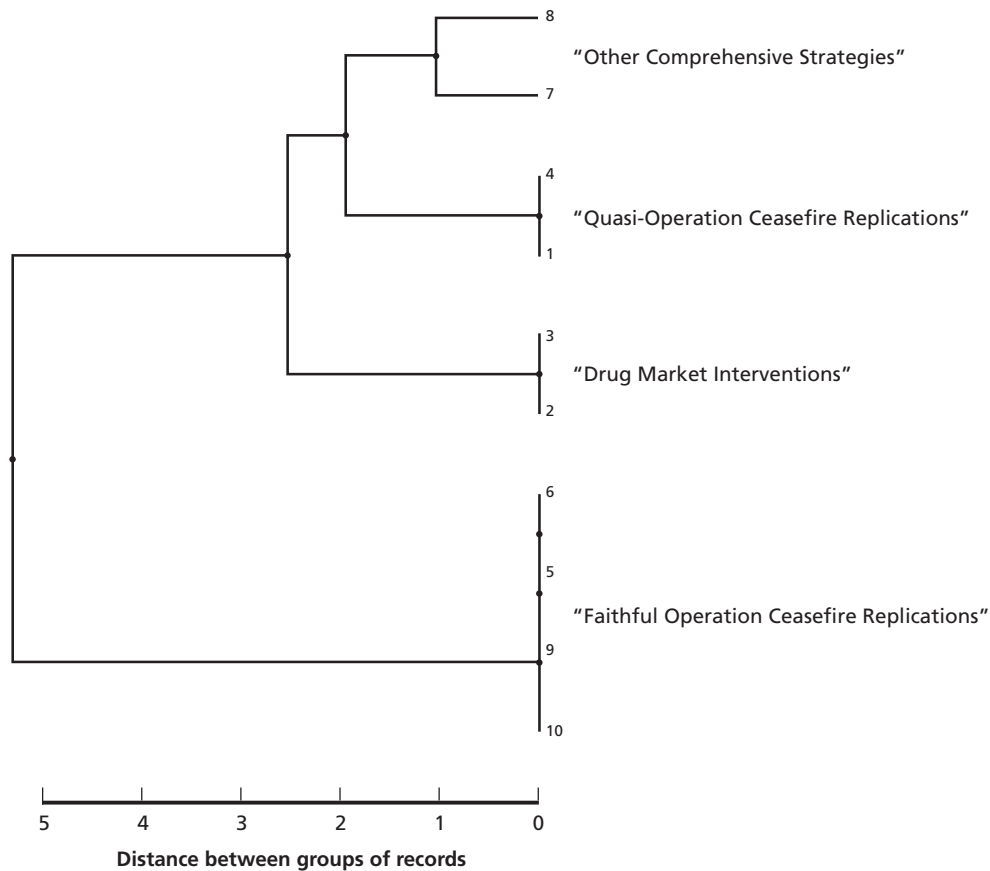 8
“Other Comprehensive Strategies”
7
4
“Quasi-Operation Ceasefire Replications”
1
3
“Drug Market Interventions”
2
6
5
“Faithful Operation Ceasefire Replications”
9
10
5 4 3 2 1 0
Distance between groups of records